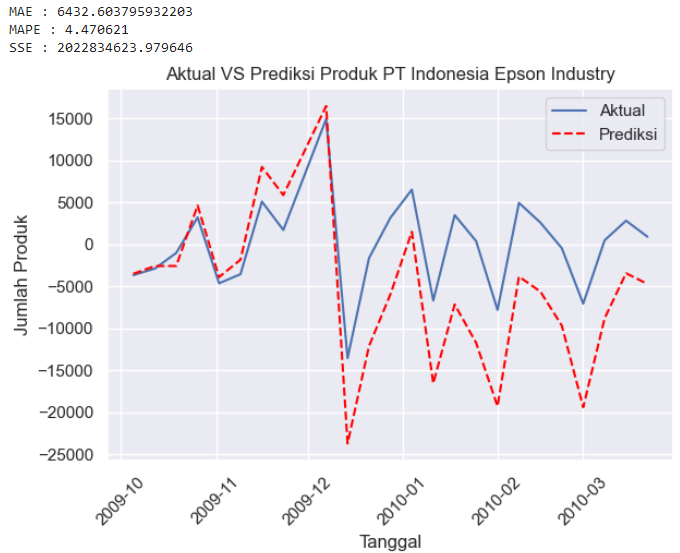 MAE : 6432.603795932203
MAPE : 4.470621
SSE : 2022834623.979646
Aktual VS Prediksi Produk PT Indonesia Epson Industry
Aktual
Prediksi
15000
10000
5000
0
−5000
−10000
−15000
−20000
−25000
Jumlah Produk
2009-10
2009-11
2009-12
2010-01
2010-02
2010-03
Tanggal